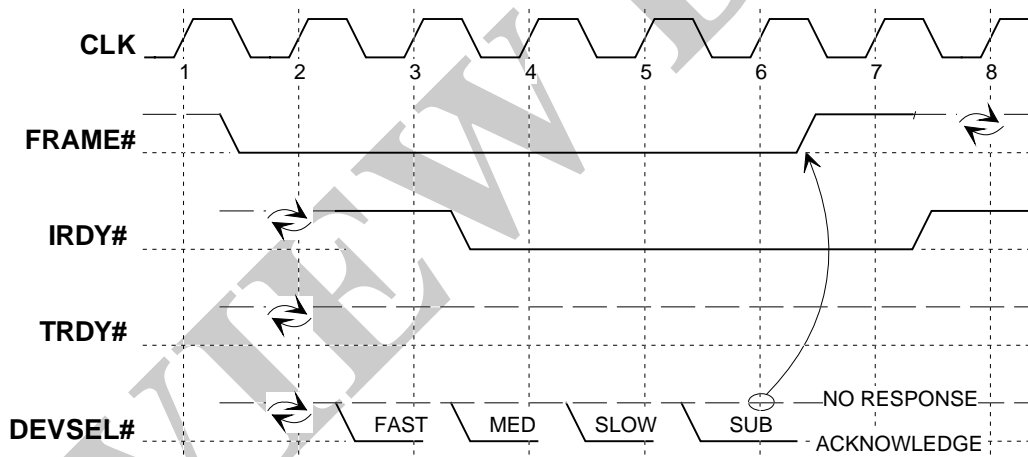 CLK
1 2 3 4 5 6 7 8
FRAME#
IRDY#
TRDY#
DEVSEL#
FAST MED SLOW SUB
NO RESPONSE
ACKNOWLEDGE
VIEW